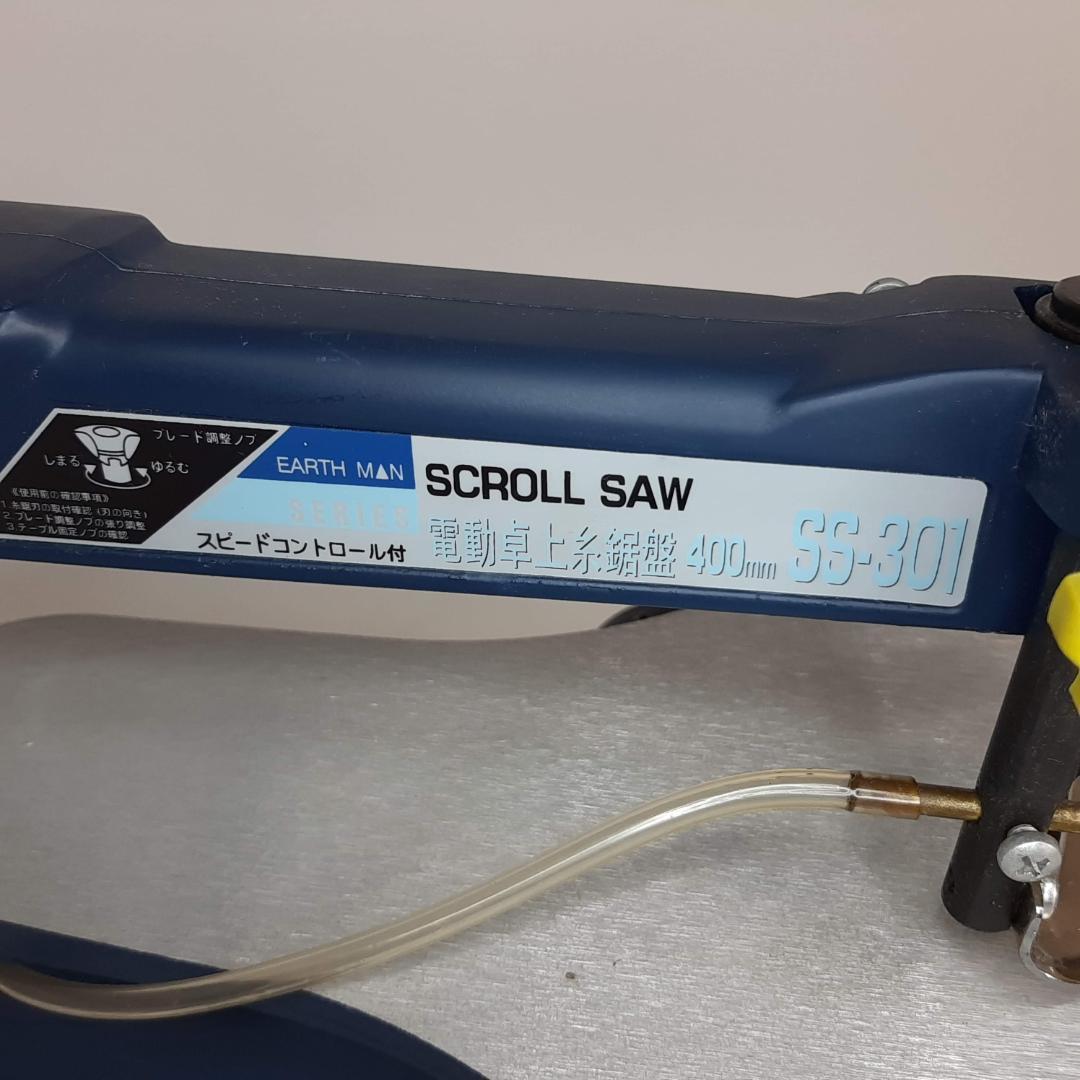 ブレード調整ノブ
しまる ゆるむ
《使用前の確認事項》
1.糸鋸刃の取付確認(刃の向き)
2.ブレード調整ノブの張り調整
3.テーブル固定ノブの確認
EARTH MAN
SERIES
スピードコントロール付
SCROLL SAW
電動卓上糸鋸盤 400mm SS-301